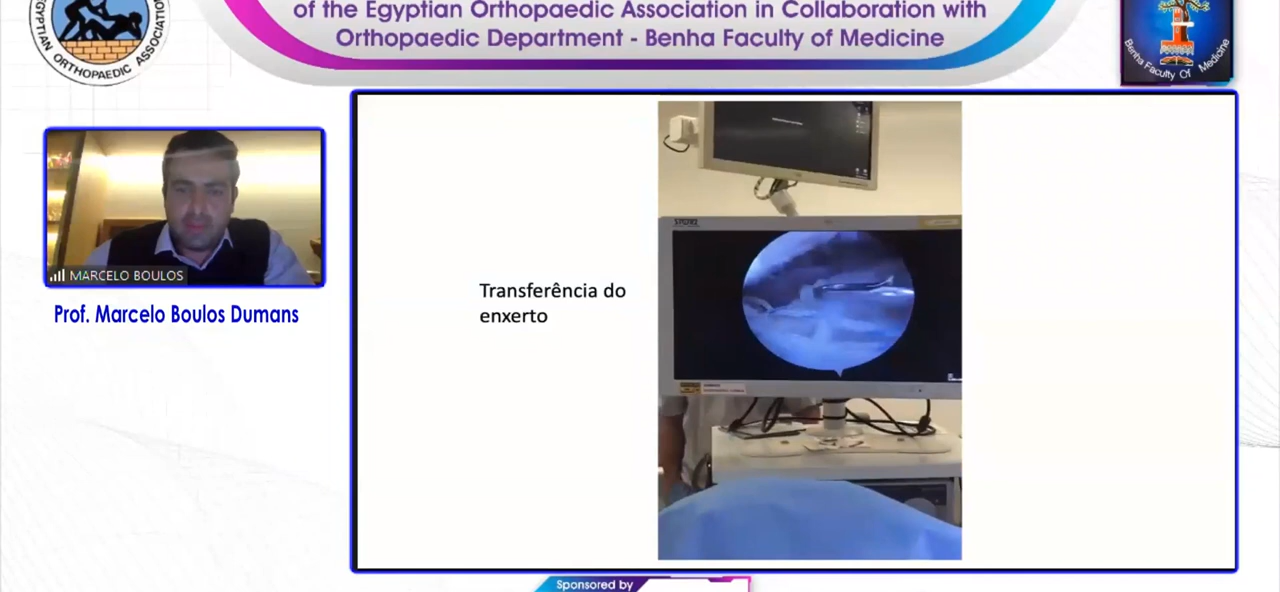 of the Egyptian Orthopaedic Association in Collaboration with
Orthopaedic Department - Benha Faculty of Medicine
EGYPTIAN ORTHOPAEDIC ASSOCIATION
Benha Faculty Of Medicine
MARCELO BOULOS
Prof. Marcelo Boulos Dumans
Transferência do
enxerto
STORZ
Sponsored by